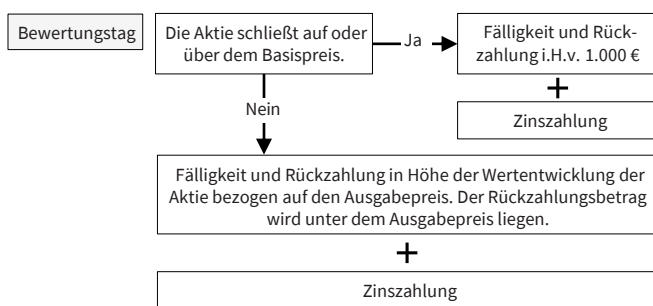 Bewertungstag
Die Aktie schließt auf oder
über dem Basispreis.
Ja
Fälligkeit und Rück-
zahlung i.H.v. 1.000 €
+
Zinszahlung
Nein
Fälligkeit und Rückzahlung in Höhe der Wertentwicklung der
Aktie bezogen auf den Ausgabepreis. Der Rückzahlungsbetrag
wird unter dem Ausgabepreis liegen.
+
Zinszahlung